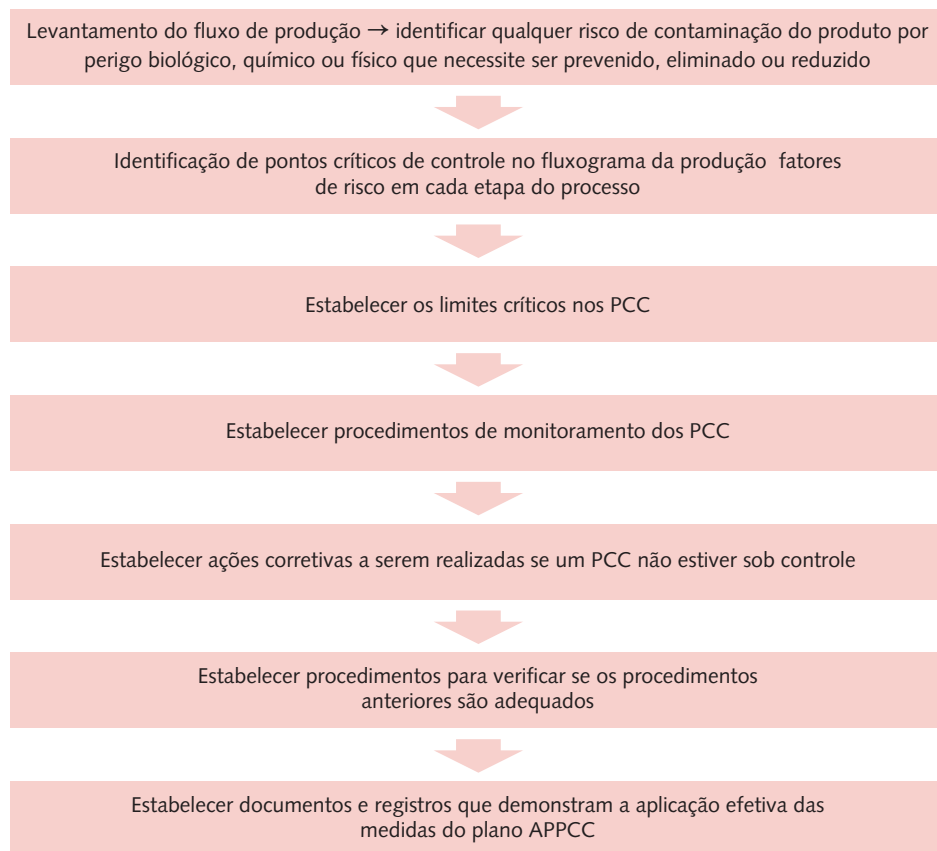 Levantamento do fluxo de produção → identificar qualquer risco de contaminação do produto por
perigo biológico, químico ou físico que necessite ser prevenido, eliminado ou reduzido
Identificação de pontos críticos de controle no fluxograma da produção  fatores
de risco em cada etapa do processo
Estabelecer os limites críticos nos PCC
Estabelecer procedimentos de monitoramento dos PCC
Estabelecer ações corretivas a serem realizadas se um PCC não estiver sob controle
Estabelecer procedimentos para verificar se os procedimentos
anteriores são adequados
Estabelecer documentos e registros que demonstram a aplicação efetiva das
medidas do plano APPCC